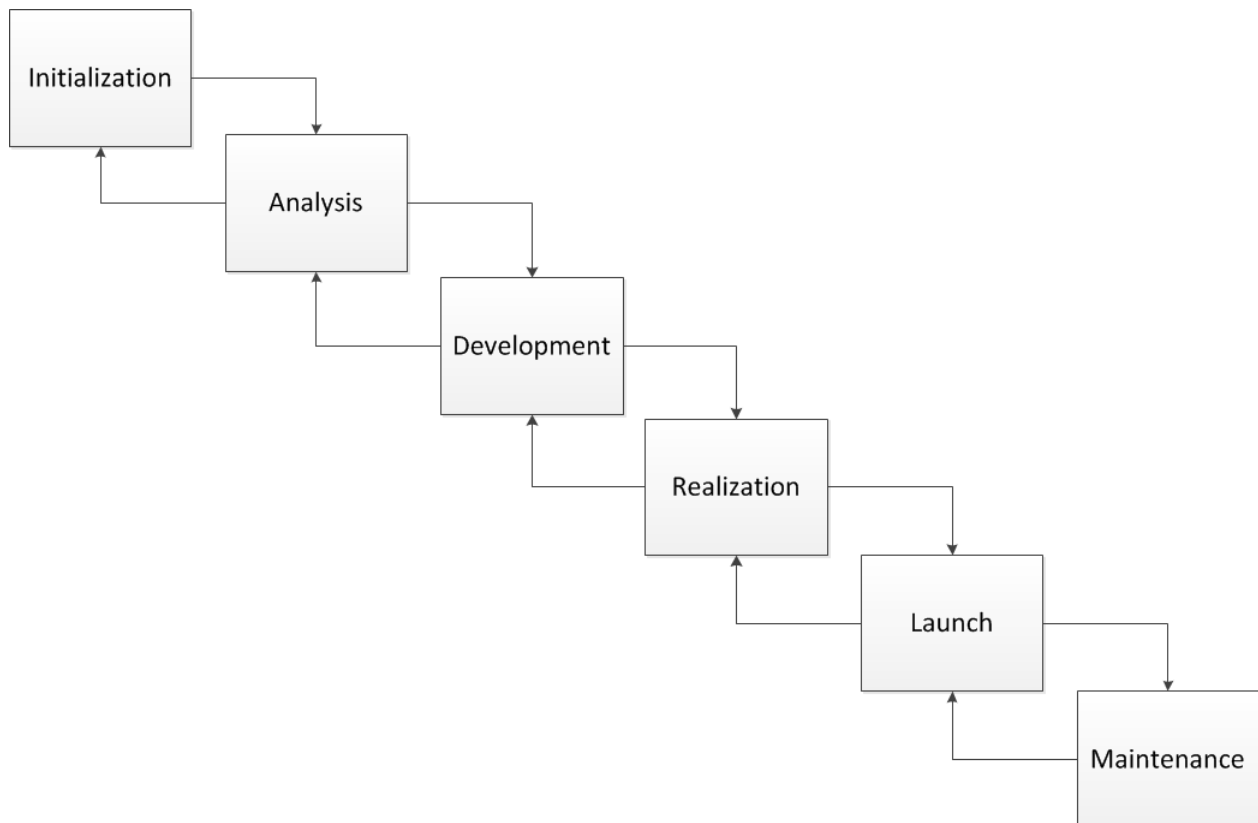 Initialization
Analysis
Development
Realization
Launch
Maintenance